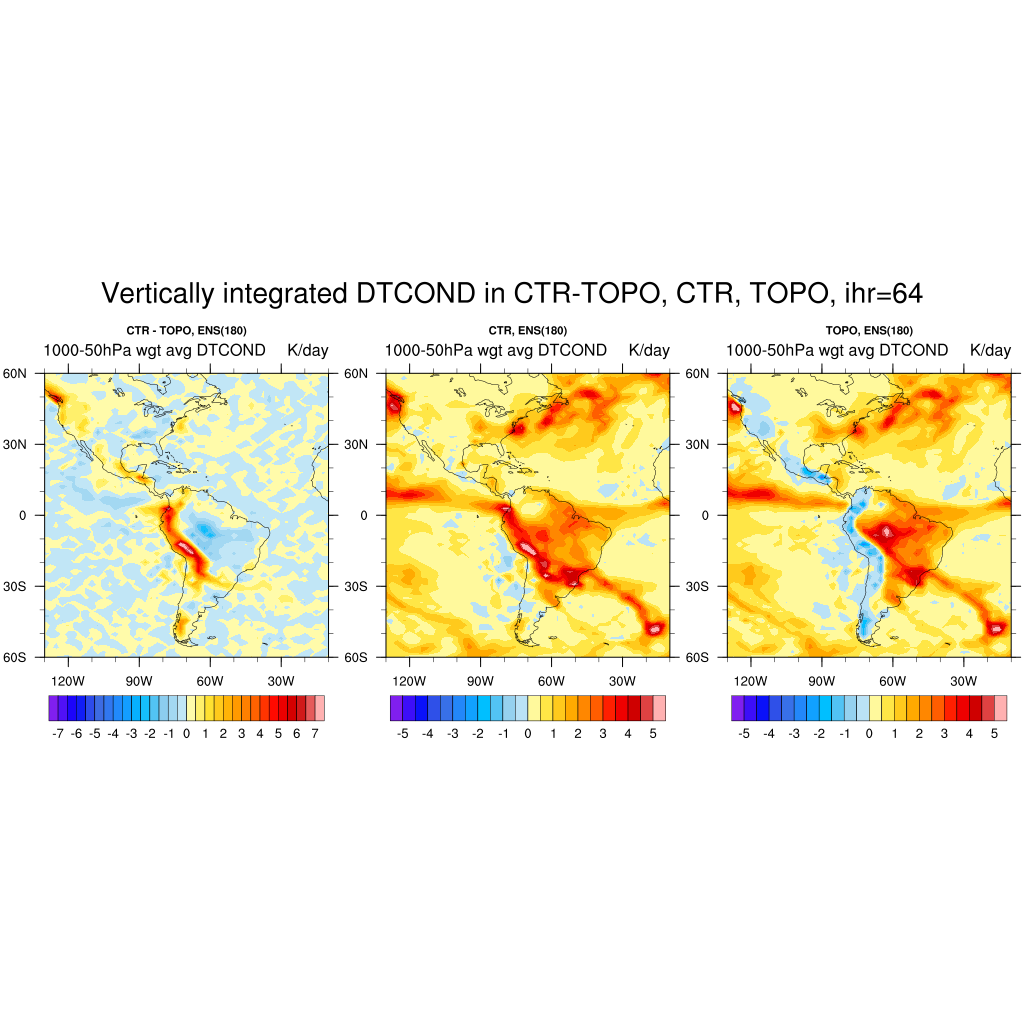 Vertically integrated DTCOND in CTR-TOPO, CTR, TOPO, ihr=64
CTR - TOPO, ENS(180)
1000-50hPa wgt avg DTCOND K/day
60N
30N
0
30S
60S
120W 90W 60W 30W
-7 -6 -5 -4 -3 -2 -1 0 1 2 3 4 5 6 7
CTR, ENS(180)
1000-50hPa wgt avg DTCOND K/day
60N
30N
0
30S
60S
120W 90W 60W 30W
-5 -4 -3 -2 -1 0 1 2 3 4 5
TOPO, ENS(180)
1000-50hPa wgt avg DTCOND K/day
60N
30N
0
30S
60S
120W 90W 60W 30W
-5 -4 -3 -2 -1 0 1 2 3 4 5